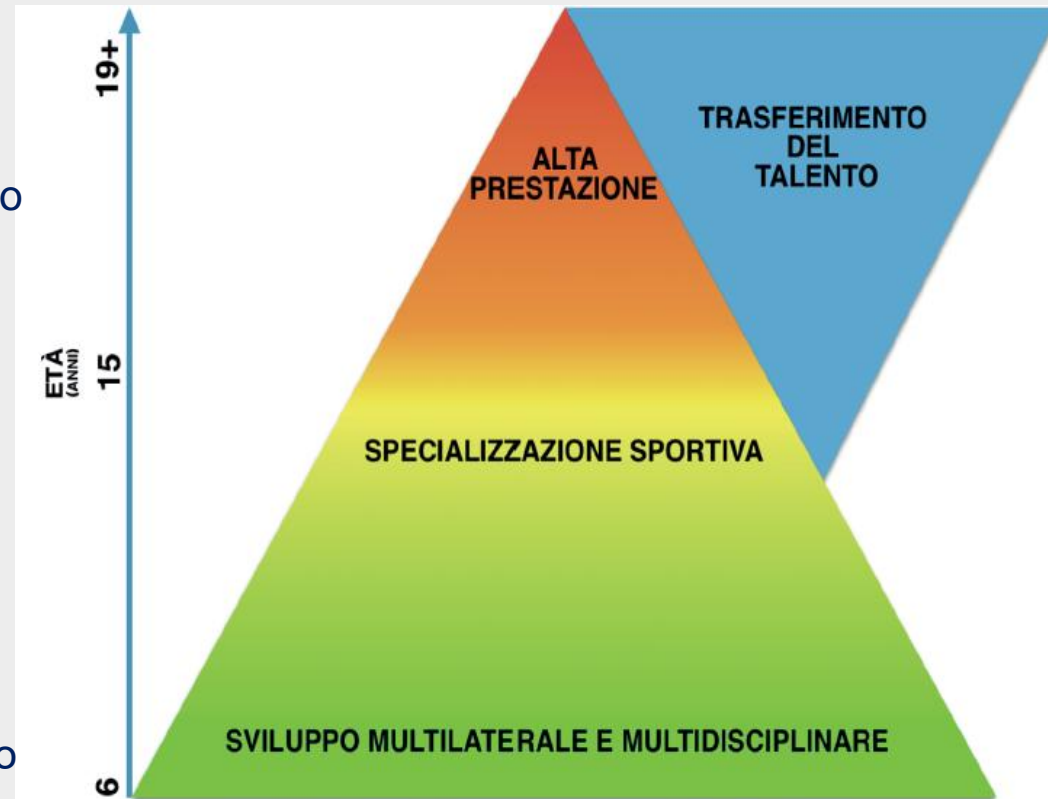 19+
TRASFERIMENTO
DEL
TALENTO
ALTA
PRESTAZIONE
o
ETÀ
(ANNI)
15
SPECIALIZZAZIONE SPORTIVA
SVILUPPO MULTILATERALE E MULTIDISCIPLINARE
o
6